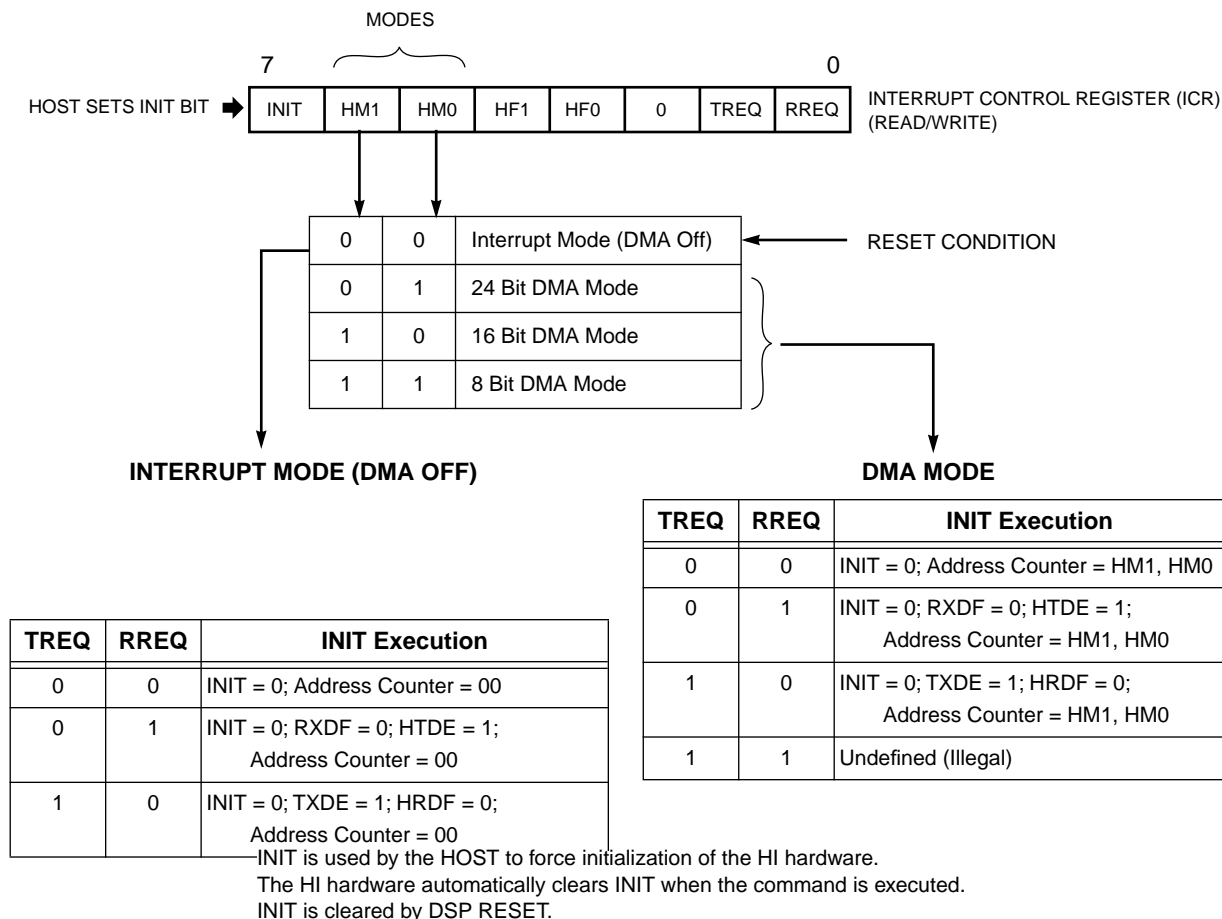 MODES
7 0
HOST SETS INIT BIT INIT HM1 HM0 HF1 HF0 0 TREQ RREQ INTERRUPT CONTROL REGISTER (ICR)
(READ/WRITE)
0 0 Interrupt Mode (DMA Off) RESET CONDITION
0 1 24 Bit DMA Mode
1 0 16 Bit DMA Mode
1 1 8 Bit DMA Mode
INTERRUPT MODE (DMA OFF)
TREQ RREQ INIT Execution
0 0 INIT = 0; Address Counter = 00
0 1 INIT = 0; RXDF = 0; HTDE = 1;
Address Counter = 00
1 0 INIT = 0; TXDE = 1; HRDF = 0;
Address Counter = 00
DMA MODE
TREQ RREQ INIT Execution
0 0 INIT = 0; Address Counter = HM1, HM0
0 1 INIT = 0; RXDF = 0; HTDE = 1;
Address Counter = HM1, HM0
1 0 INIT = 0; TXDE = 1; HRDF = 0;
Address Counter = HM1, HM0
1 1 Undefined (Illegal)
INIT is used by the HOST to force initialization of the HI hardware.
The HI hardware automatically clears INIT when the command is executed.
INIT is cleared by DSP RESET.